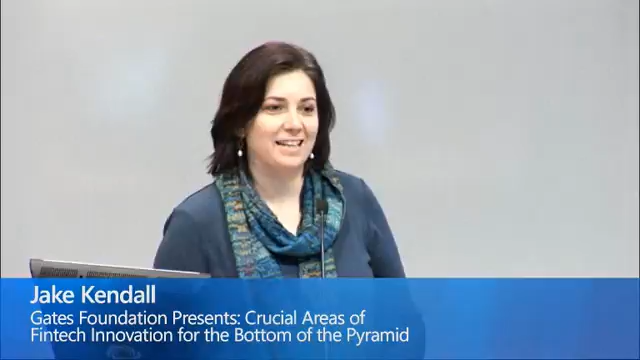 Jake Kendall
Gates Foundation Presents: Crucial Areas of
Fintech Innovation for the Bottom of the Pyramid